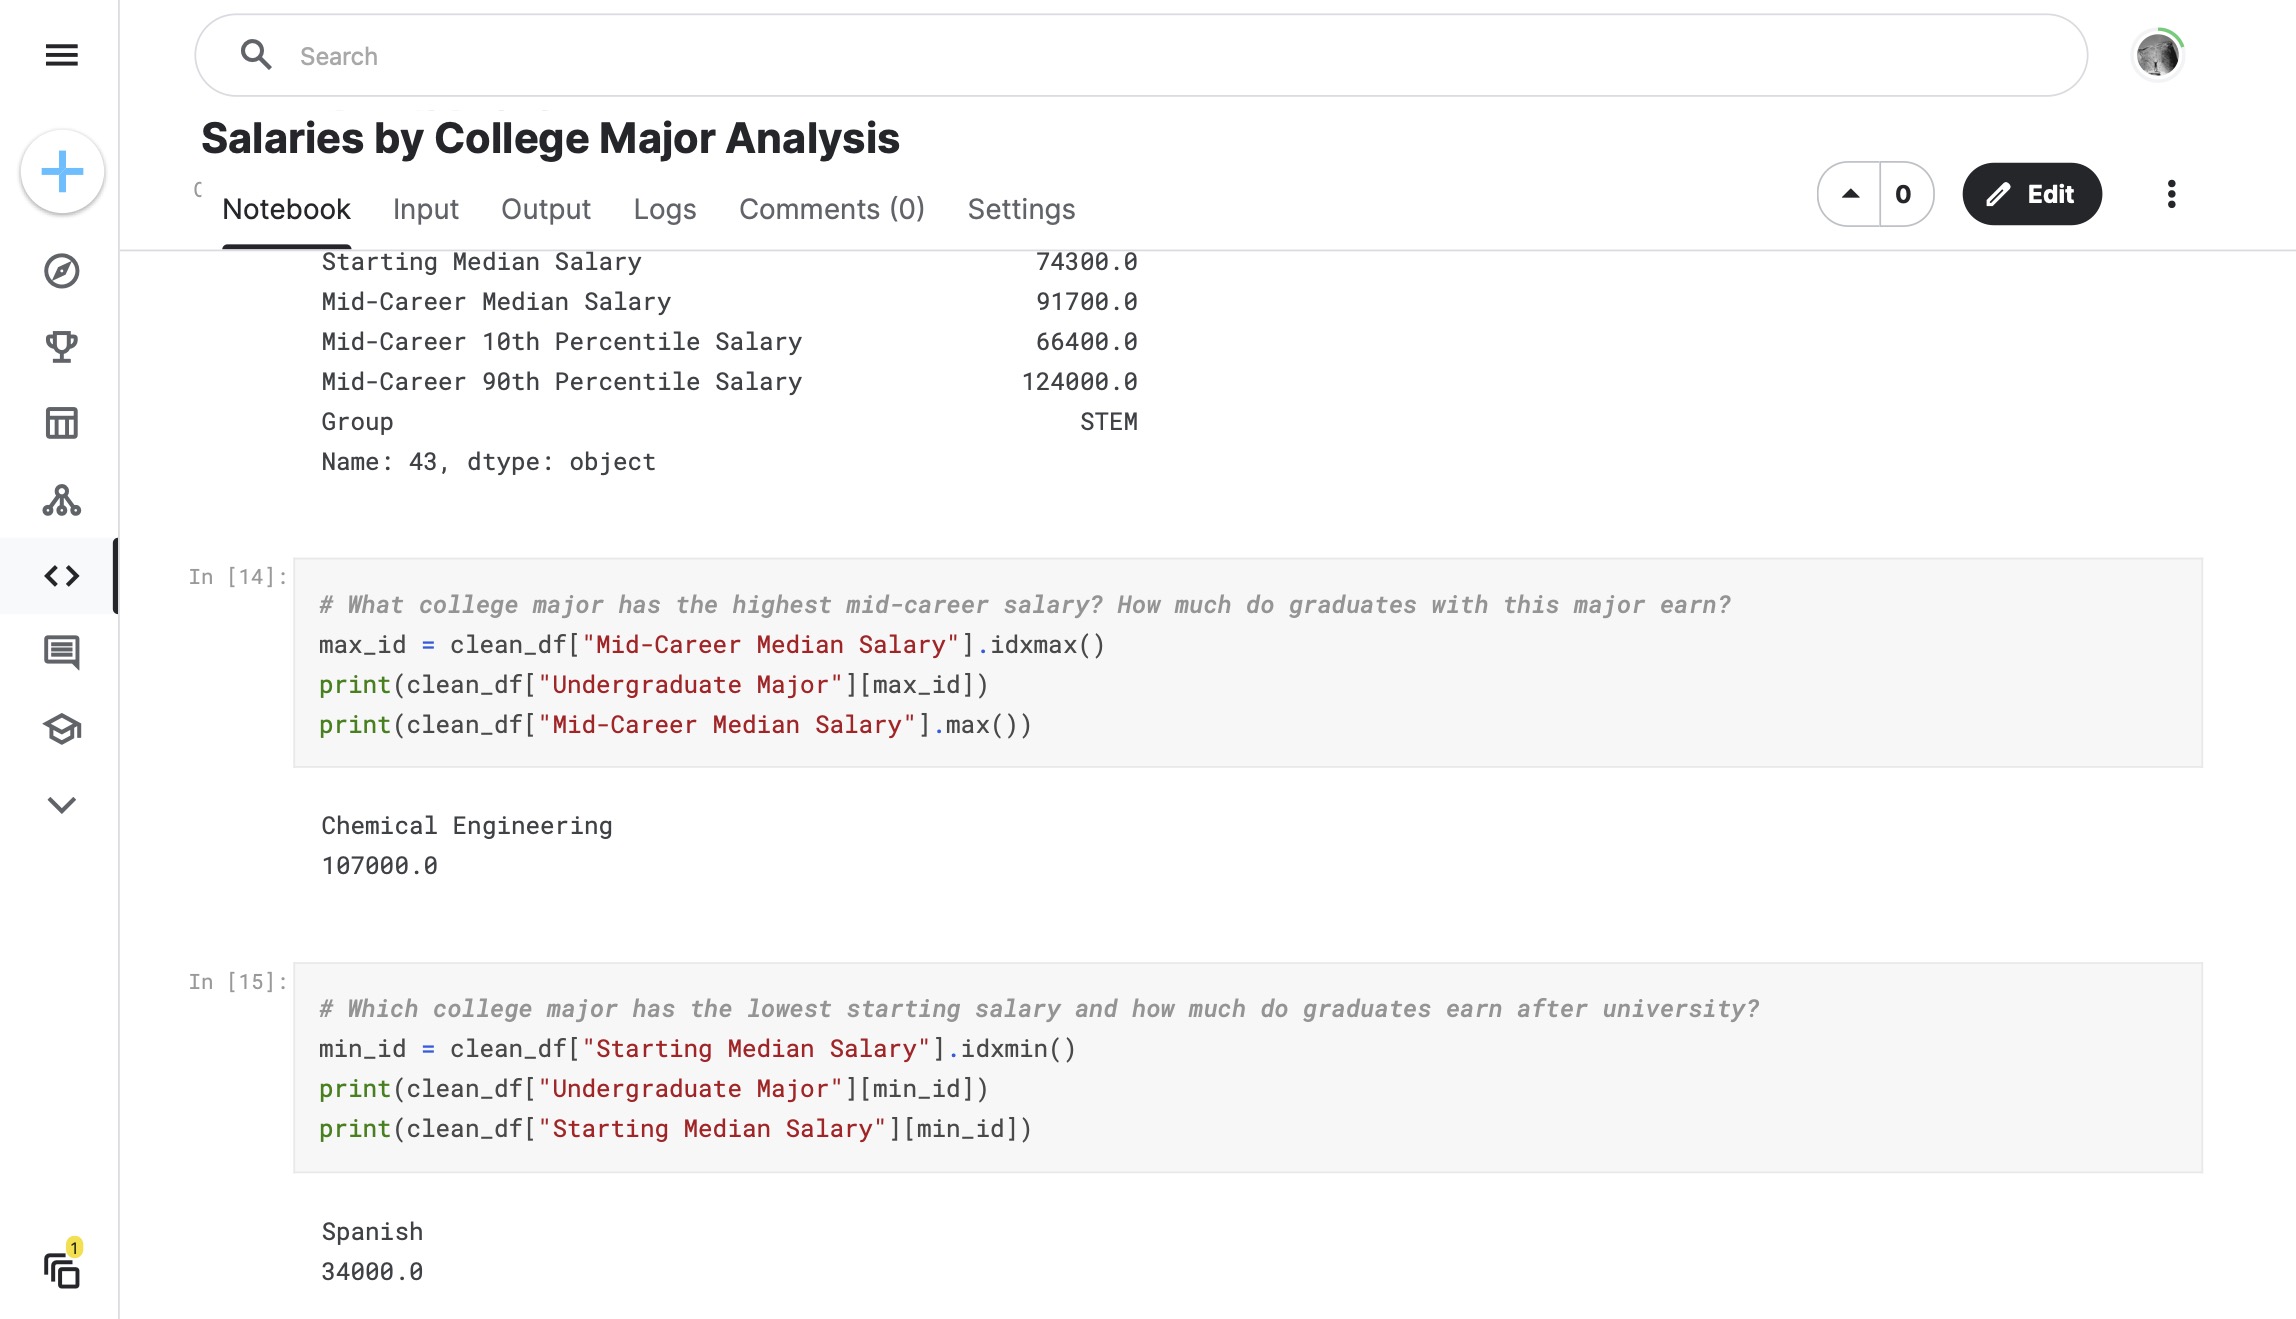 Search
Salaries by College Major Analysis
Notebook Input Output Logs Comments (0) Settings
0
Edit
Starting Median Salary 74300.0
Mid-Career Median Salary 91700.0
Mid-Career 10th Percentile Salary 66400.0
Mid-Career 90th Percentile Salary 124000.0
Group STEM
Name: 43, dtype: object
In [14]:
# What college major has the highest mid-career salary? How much do graduates with this major earn?
max_id = clean_df["Mid-Career Median Salary"].idxmax()
print(clean_df["Undergraduate Major"][max_id])
print(clean_df["Mid-Career Median Salary"].max())
Chemical Engineering
107000.0
In [15]:
# Which college major has the lowest starting salary and how much do graduates earn after university?
min_id = clean_df["Starting Median Salary"].idxmin()
print(clean_df["Undergraduate Major"][min_id])
print(clean_df["Starting Median Salary"][min_id])
Spanish
34000.0
1